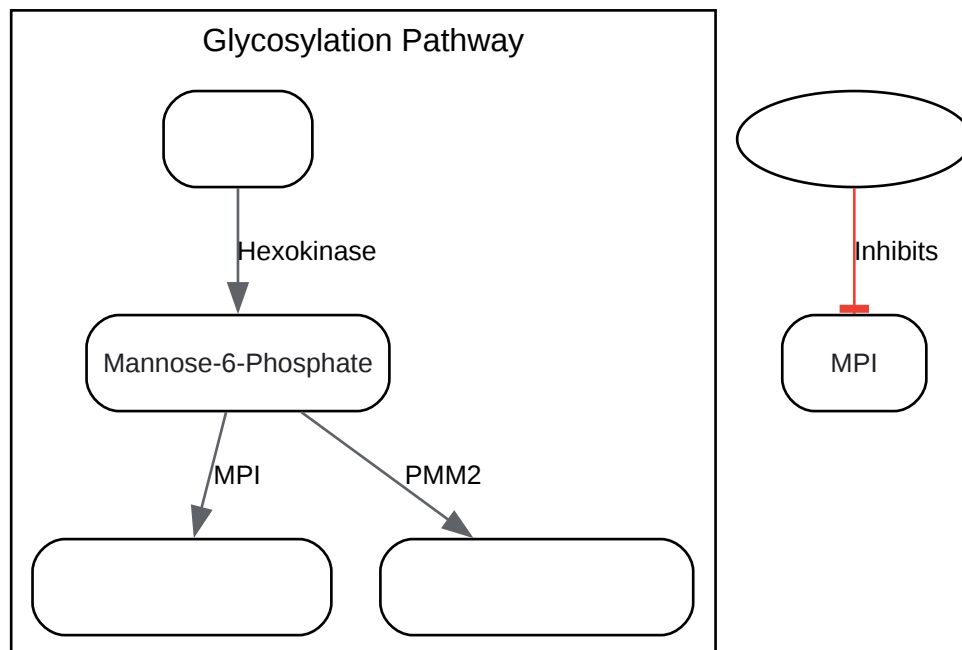 Glycosylation Pathway
Hexokinase
Inhibits
Mannose-6-Phosphate
MPI
MPI
PMM2